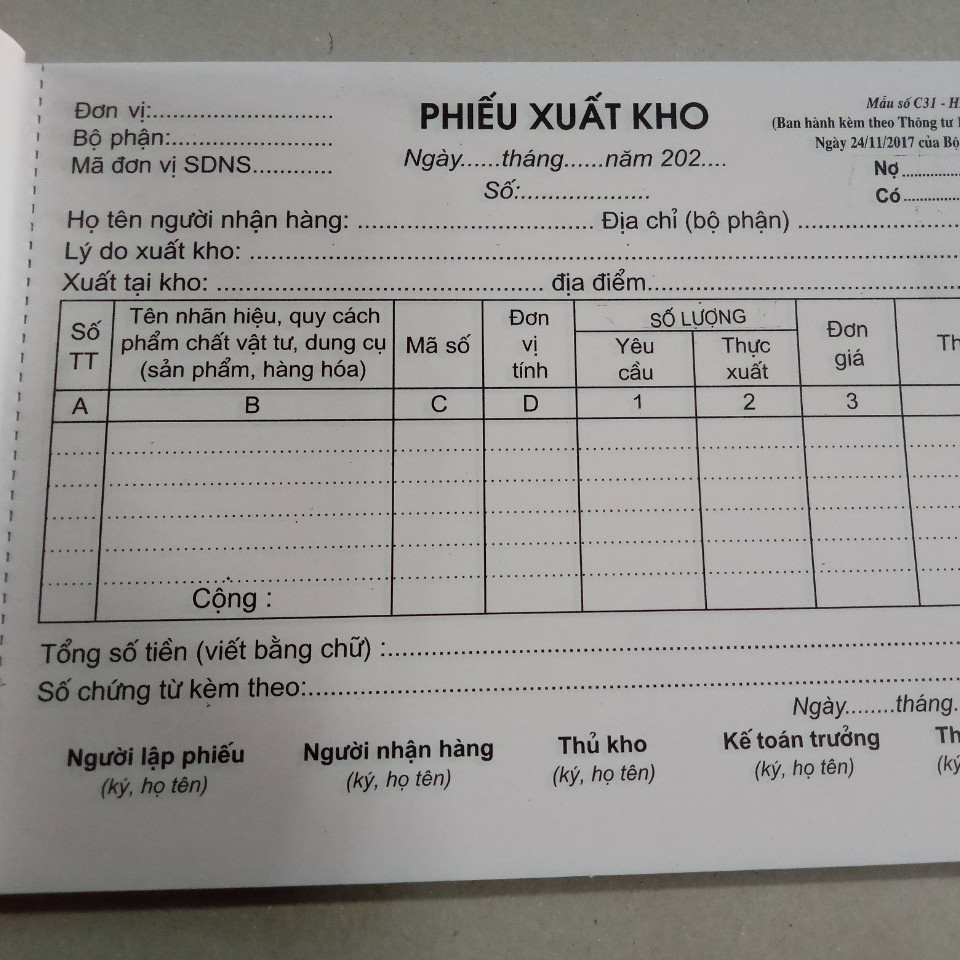 Đơn vị:..............................
Bộ phận:...........................
Mã đơn vị SDNS............
PHIẾU XUẤT KHO
Ngày......tháng......năm 202....
Số:....................
Mẫu số C31 -
(Ban hành kèm theo Thông tư
Ngày 24/11/2017 của Bộ
Nợ..........
Có..........
Họ tên người nhận hàng: .................................. Địa chỉ (bộ phận) ........................
Lý do xuất kho: ..............................................................................................
Xuất tại kho: .................................................. địa điểm..............................................
Số TT
Tên nhãn hiệu, quy cách
phẩm chất vật tư, dung cụ
(sản phẩm, hàng hóa)
Mã số
Đơn vị tính
SỐ LƯỢNG
Yêu cầu
Thực xuất
Đơn giá
A B C D 1 2 3
Cộng :
Tổng số tiền (viết bằng chữ) :..............................................................................
Số chứng từ kèm theo:..........................................................................................
Ngày........tháng.
Người lập phiếu
(ký, họ tên)
Người nhận hàng
(ký, họ tên)
Thủ kho
(ký, họ tên)
Kế toán trưởng
(ký, họ tên)